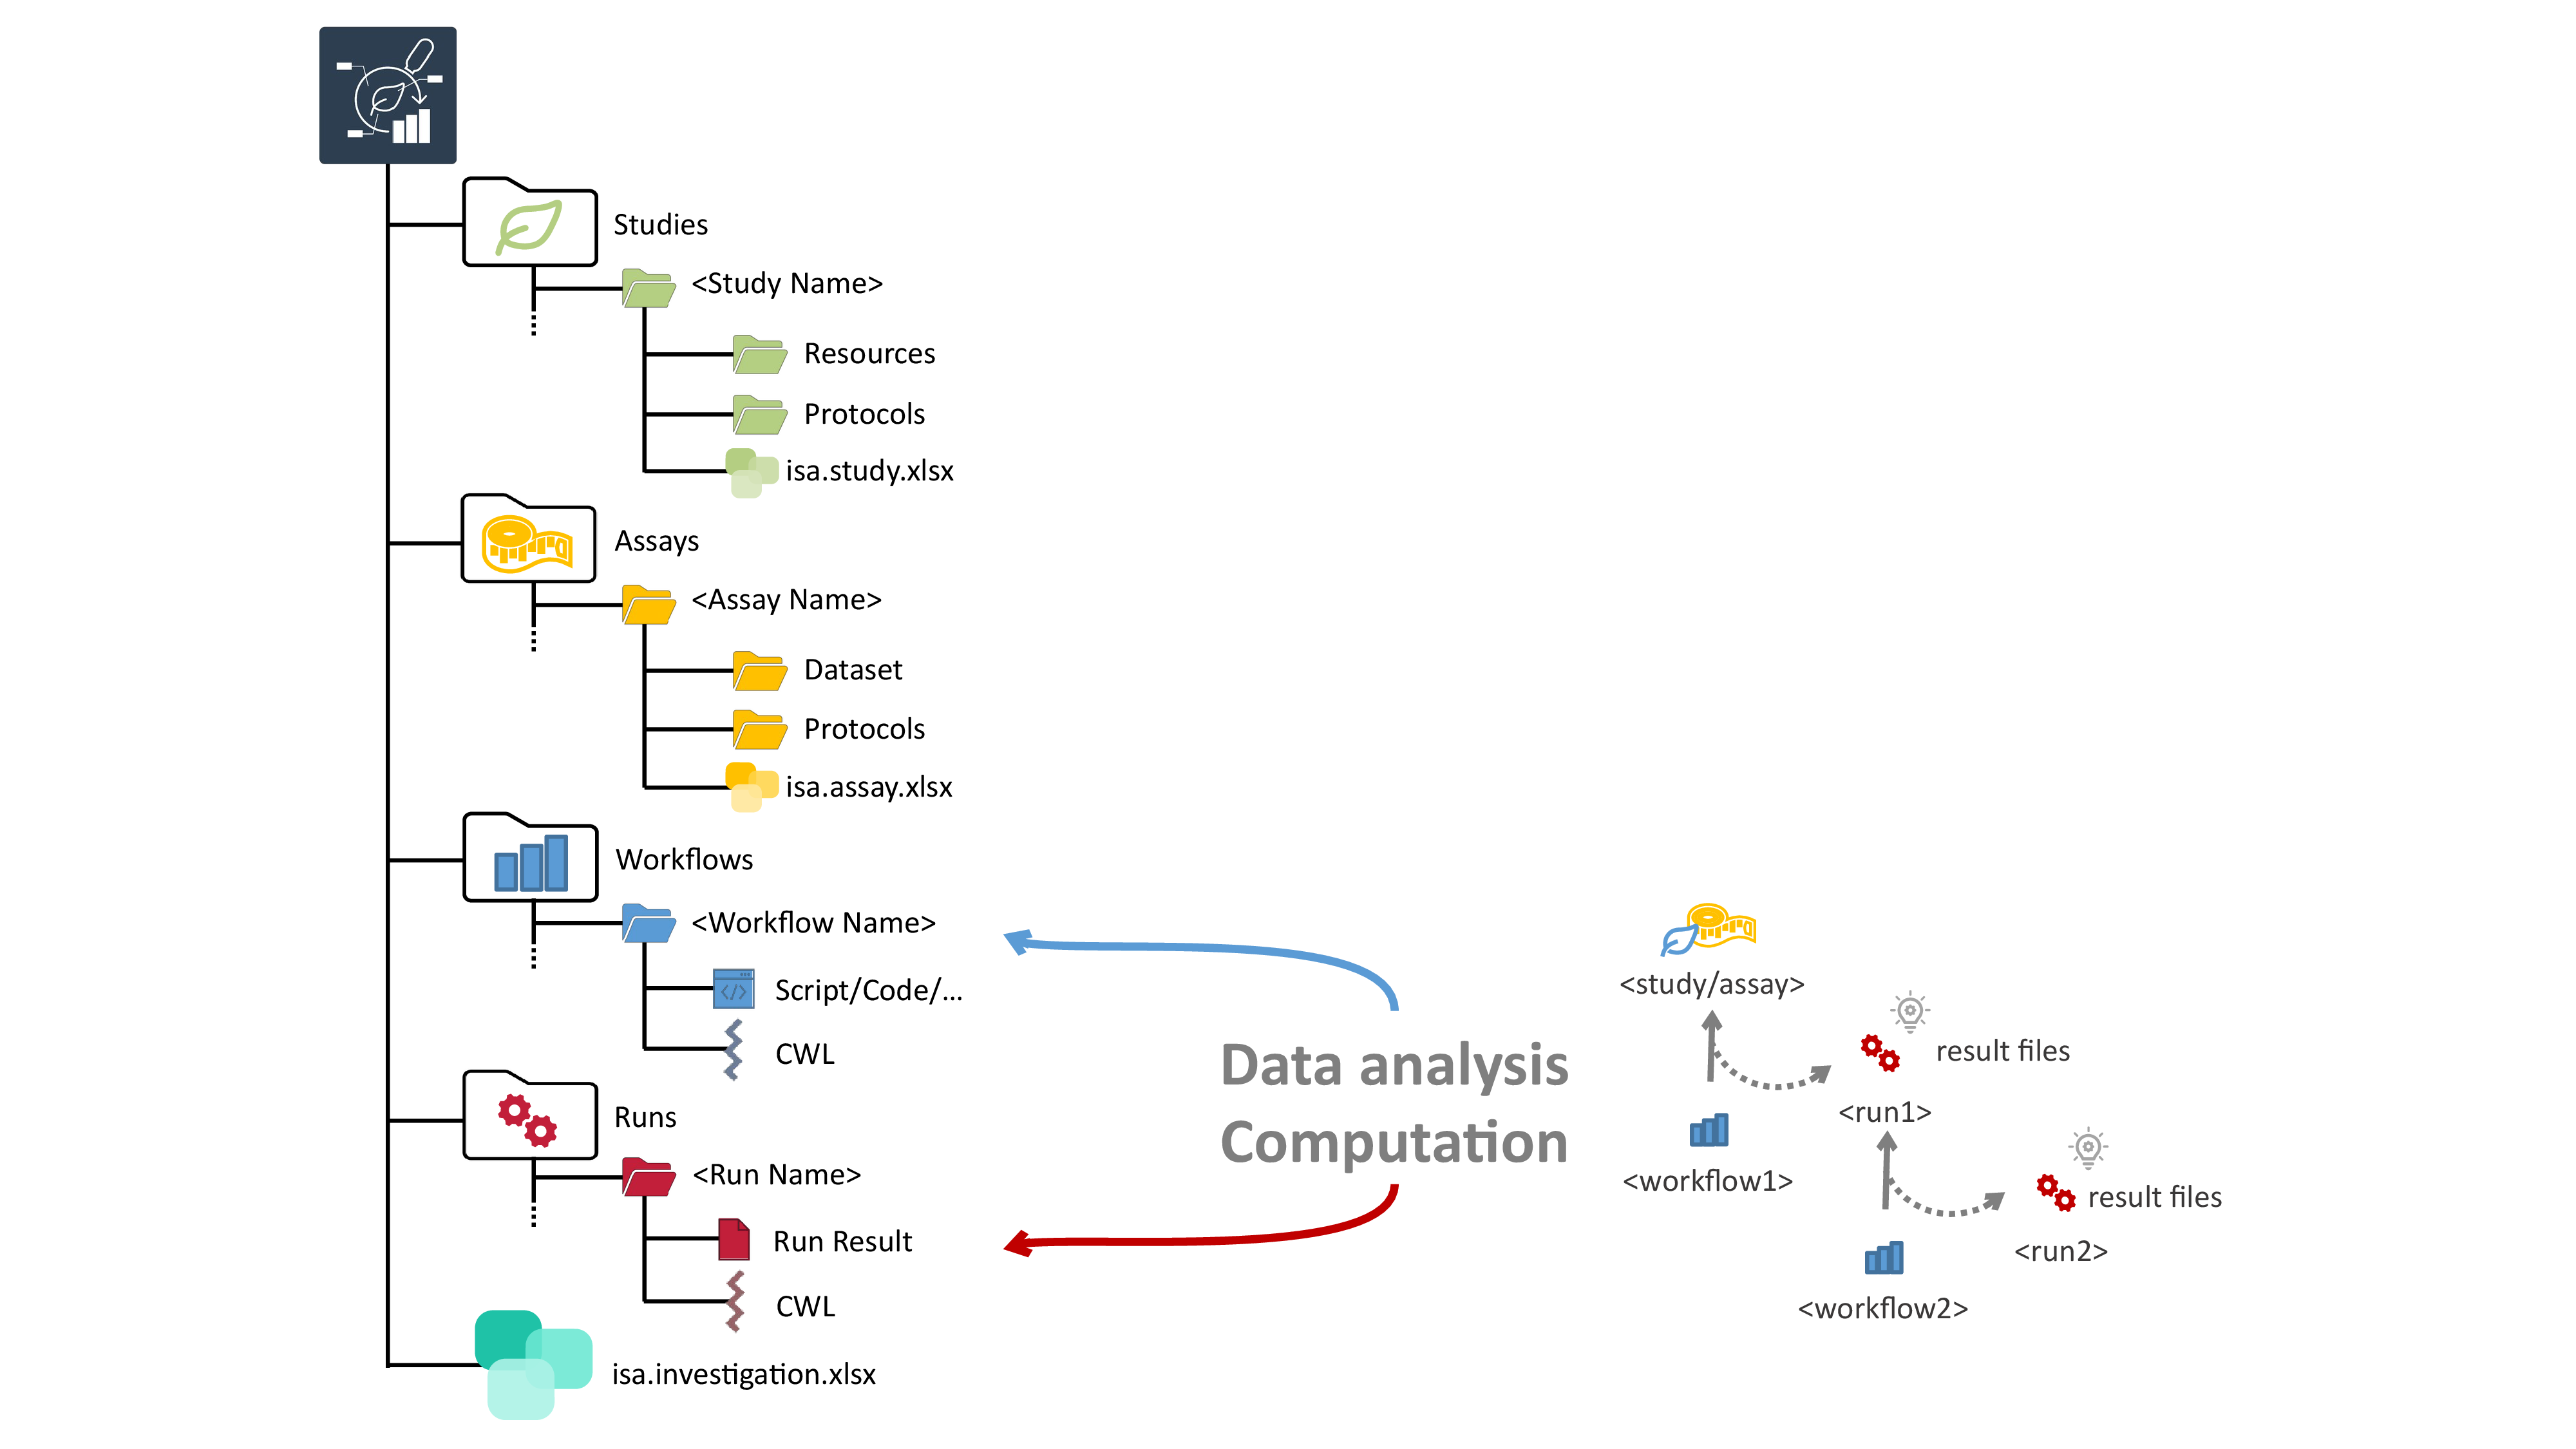 Studies
<Study Name>
Resources
Protocols
isa.study.xlsx
Assays
<Assay Name>
Dataset
Protocols
isa.assay.xlsx
Workflows
<Workflow Name>
Script/Code/...
CWL
Runs
<Run Name>
Run Result
CWL
isa.investigation.xlsx
Data analysis
Computation
<study/assay>
result files
<run1>
<workflow1>
result files
<run2>
<workflow2>